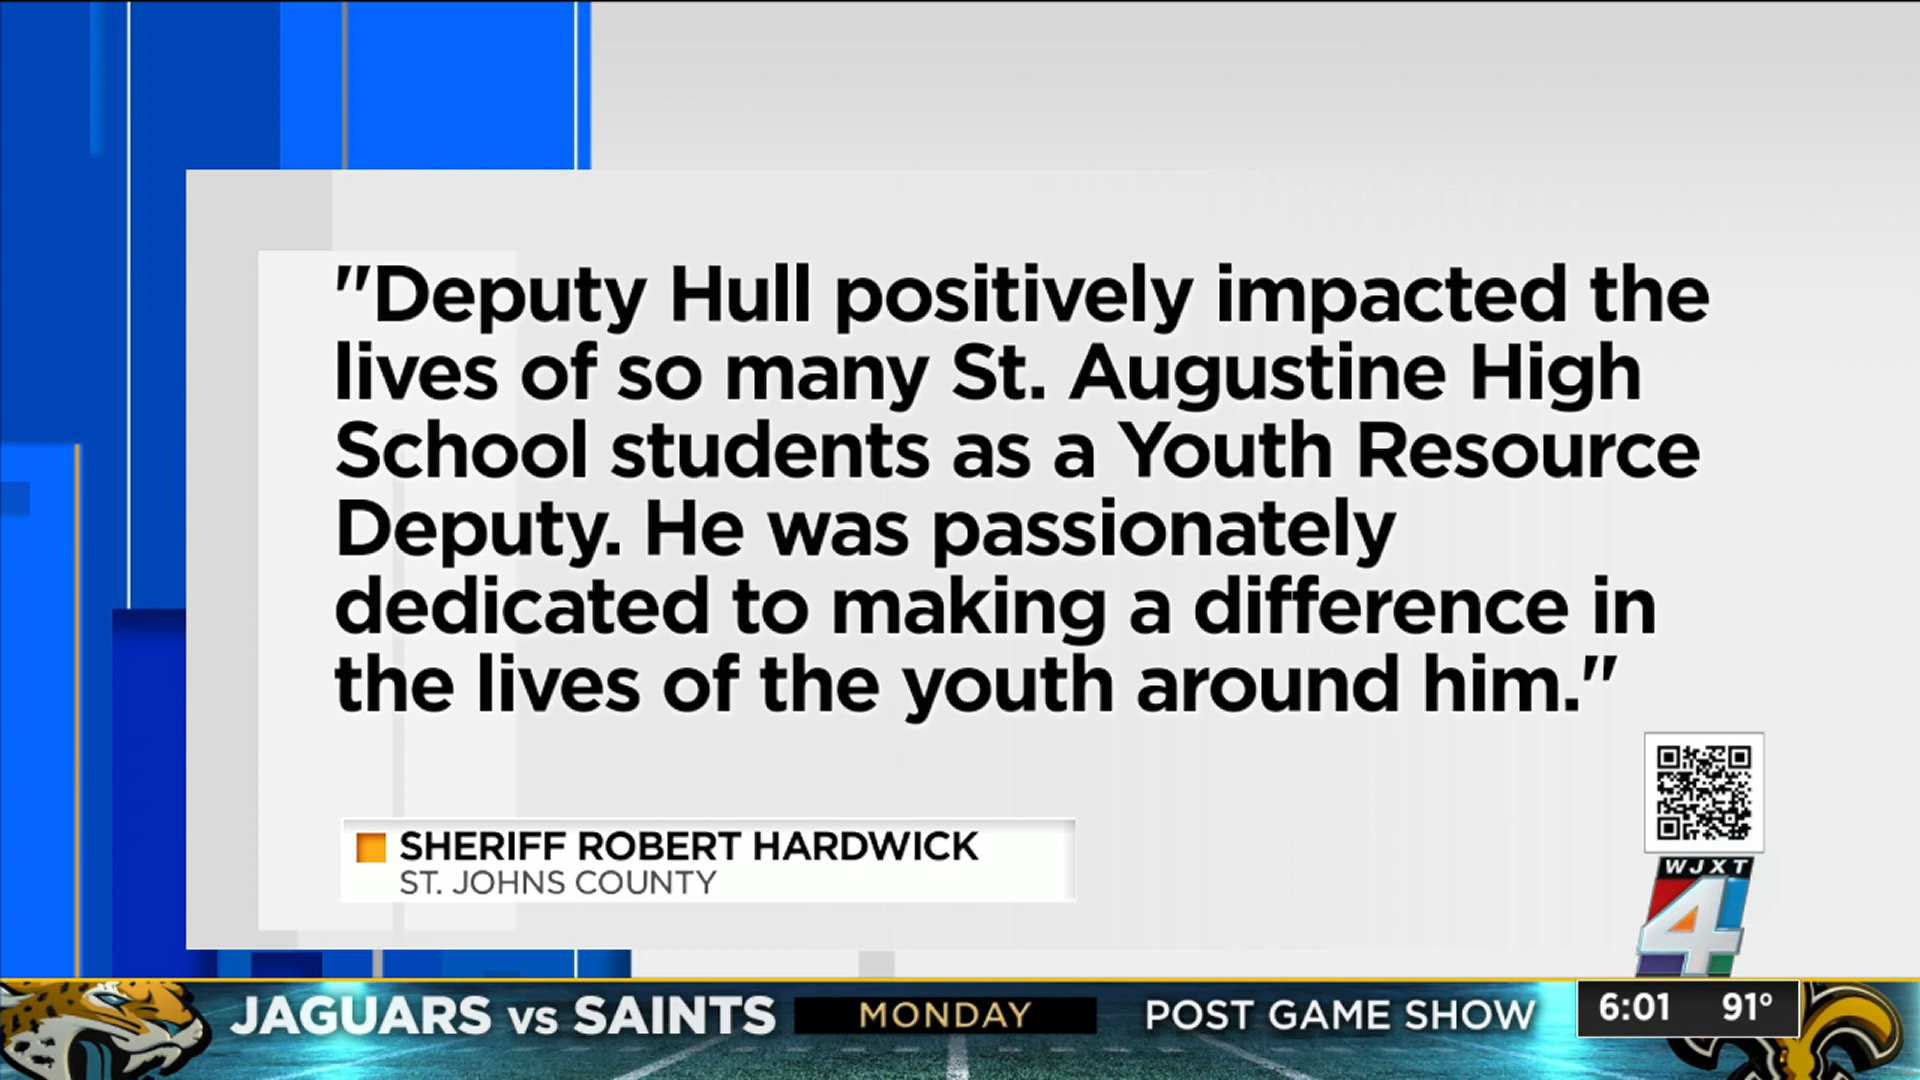 "Deputy Hull positively impacted the
lives of so many St. Augustine High
School students as a Youth Resource
Deputy. He was passionately
dedicated to making a difference in
the lives of the youth around him."
SHERIFF ROBERT HARDWICK
ST. JOHNS COUNTY
WJXT
4
JAGUARS vs SAINTS MONDAY POST GAME SHOW 6:01 91°